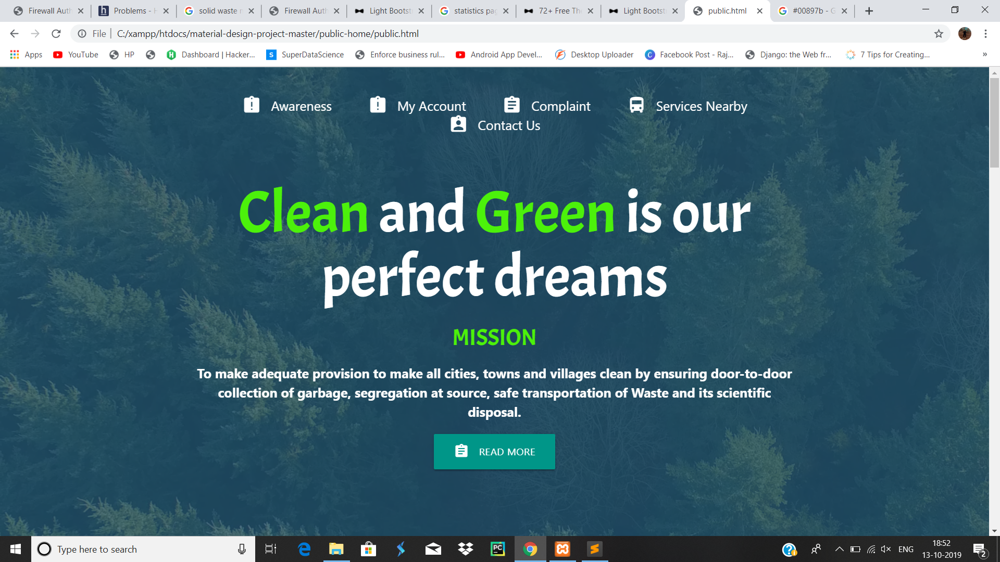 Firewall Auth
Problems - H
solid waste m
Firewall Auth
Light Bootst
statistics pag
72+ Free The
Light Bootst
public.html
#00897b - G
File
C:/xampp/htdocs/material-design-project-master/public-home/public.html
Apps
YouTube
HP
Dashboard | Hacker...
SuperDataScience
Enforce business rul...
Android App Devel...
Desktop Uploader
Facebook Post - Raj...
Django: the Web fr...
7 Tips for Creating...
»
Awareness
My Account
Complaint
Services Nearby
Contact Us
Clean and Green is our
perfect dreams
MISSION
To make adequate provision to make all cities, towns and villages clean by ensuring door-to-door
collection of garbage, segregation at source, safe transportation of Waste and its scientific
disposal.
READ MORE
Type here to search
PC
ENG
18:52
13-10-2019
2